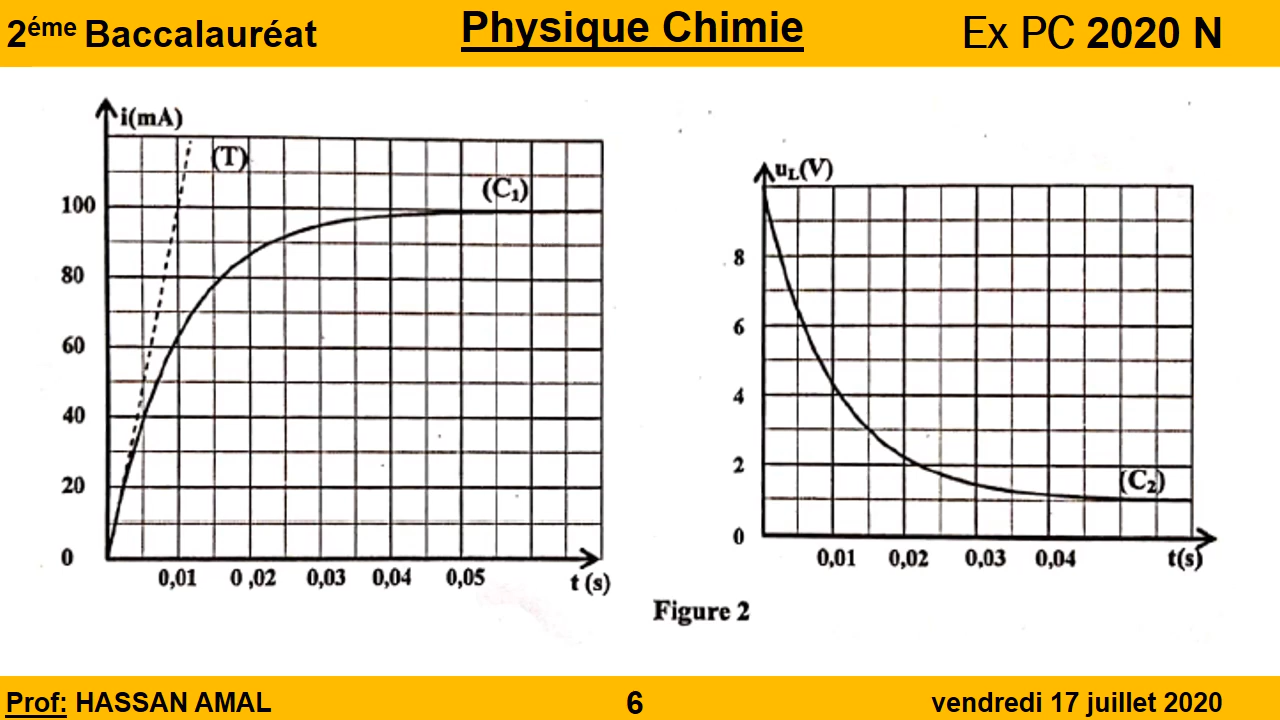 2éme Baccalauréat
Physique Chimie
Ex PC 2020 N
i(mA)
(T)
(C₁)
100
80
60
40
20
0
0,01 0,02 0,03 0,04 0,05
t (s)
uL(V)
8
6
4
2
0
(C₂)
0,01 0,02 0,03 0,04
t(s)
Figure 2
Prof: HASSAN AMAL
6
vendredi 17 juillet 2020